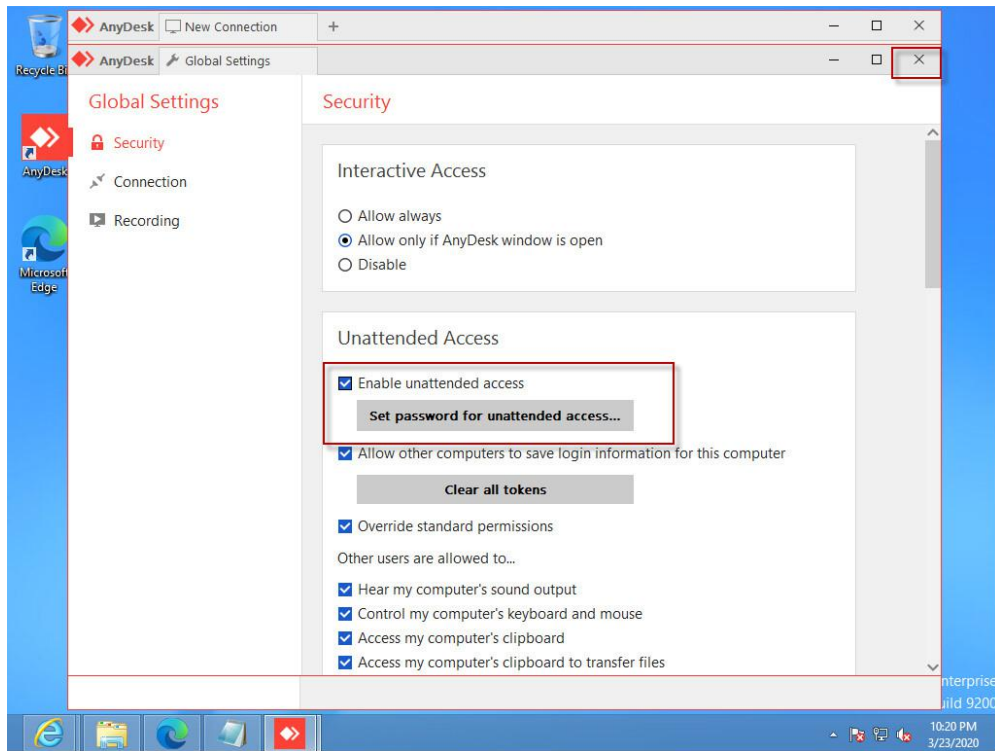 Recycle Bi
AnyDesk
Microsoft
Edge
AnyDesk New Connection +
AnyDesk Global Settings
Global Settings
Security
Connection
Recording
Security
Interactive Access
Allow always
Allow only if AnyDesk window is open
Disable
Unattended Access
Enable unattended access
Set password for unattended access...
Allow other computers to save login information for this computer
Clear all tokens
Override standard permissions
Other users are allowed to...
Hear my computer's sound output
Control my computer's keyboard and mouse
Access my computer's clipboard
Access my computer's clipboard to transfer files
nterprise
uild 9200
10:20 PM
3/23/2020